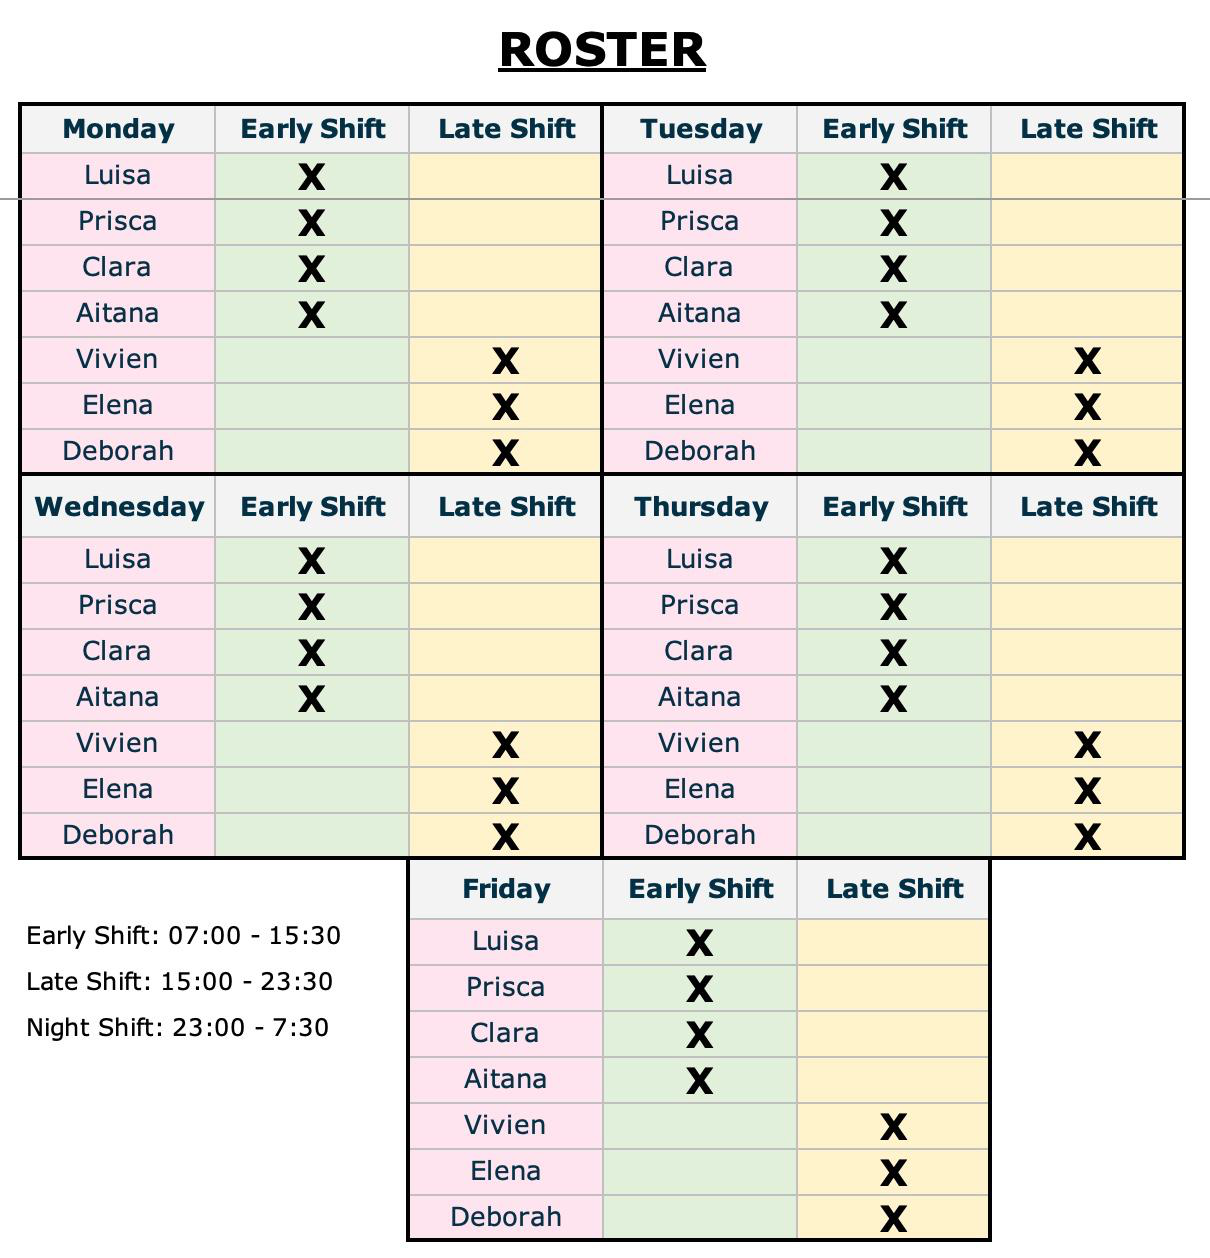 ROSTER
Monday Early Shift Late Shift Tuesday Early Shift Late Shift
Luisa X Luisa X
Prisca X Prisca X
Clara X Clara X
Aitana X Aitana X
Vivien X Vivien X
Elena X Elena X
Deborah X Deborah X
Wednesday Early Shift Late Shift Thursday Early Shift Late Shift
Luisa X Luisa X
Prisca X Prisca X
Clara X Clara X
Aitana X Aitana X
Vivien X Vivien X
Elena X Elena X
Deborah X Deborah X
Friday Early Shift Late Shift
Luisa X
Prisca X
Clara X
Aitana X
Vivien X
Elena X
Deborah X
Early Shift: 07:00 - 15:30
Late Shift: 15:00 - 23:30
Night Shift: 23:00 - 7:30